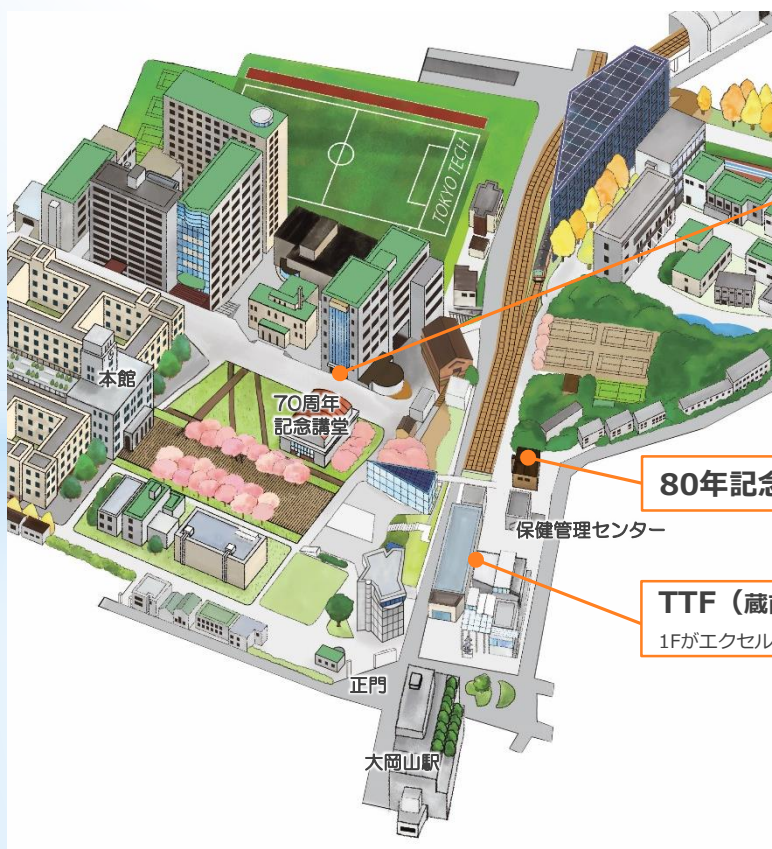 TOKYO TECH
本館
70周年
記念講堂
80年記念
保健管理センター
TTF（蔵前
1Fがエクセル
正門
大岡山駅